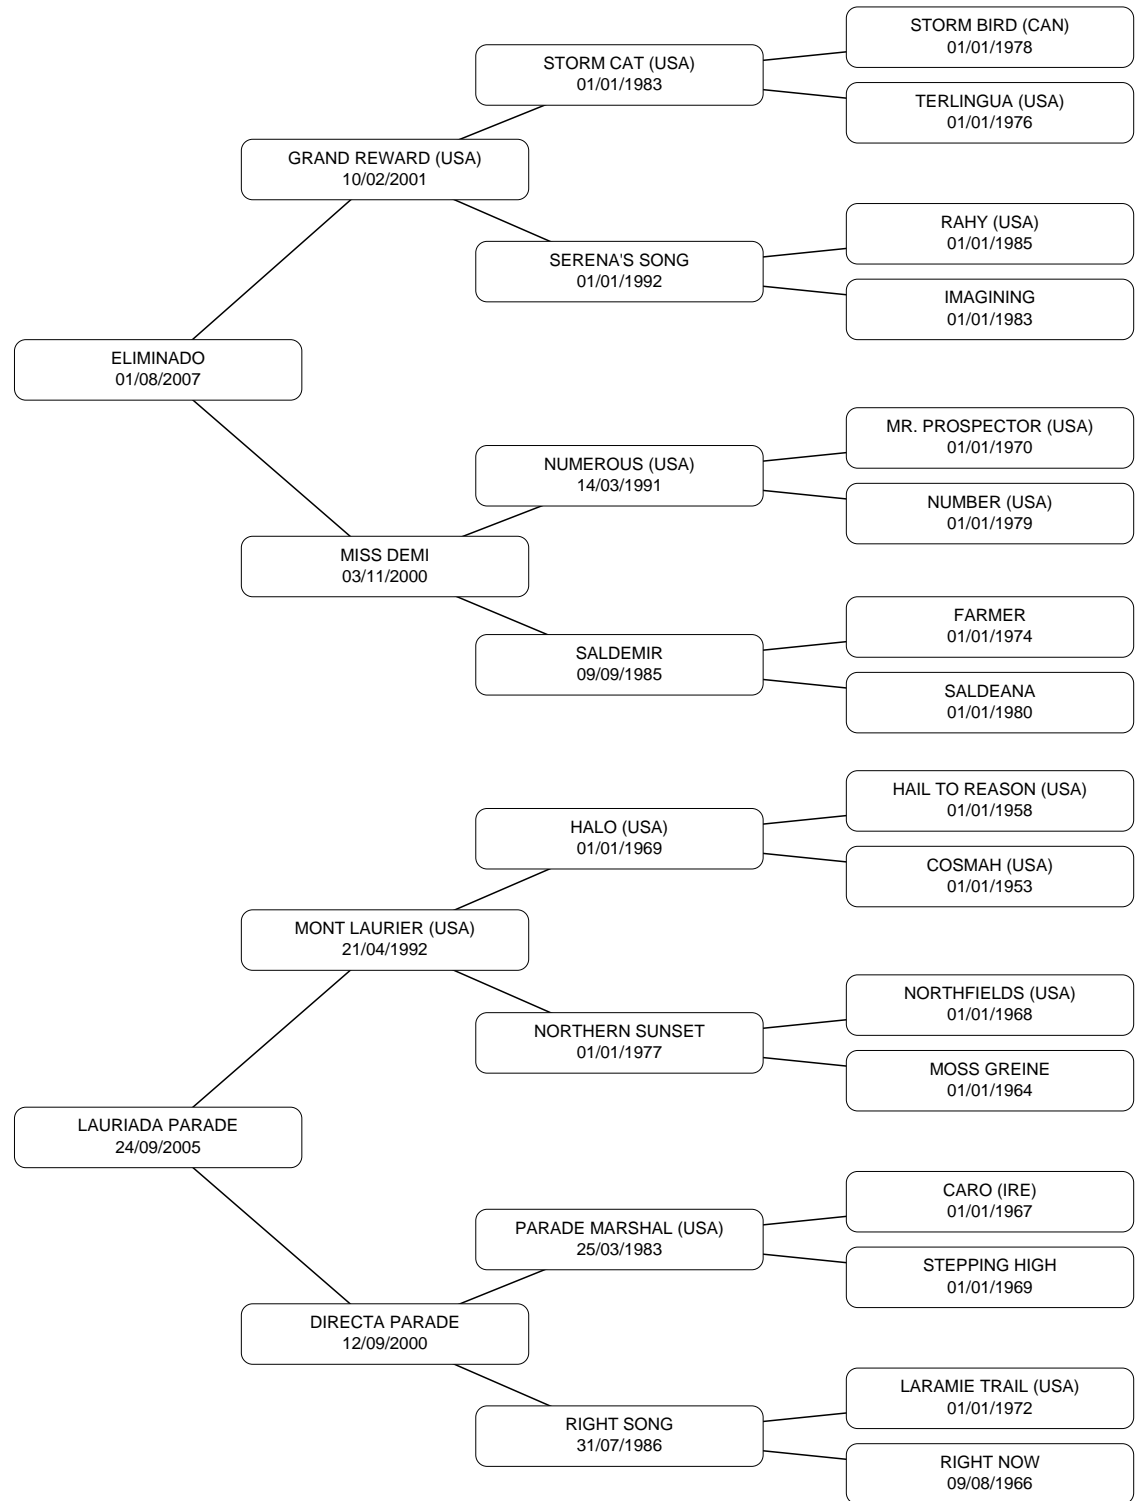 STORM BIRD (CAN)
01/01/1978
STORM CAT (USA)
01/01/1983
TERLINGUA (USA)
01/01/1976
GRAND REWARD (USA)
10/02/2001
RAHY (USA)
01/01/1985
SERENA'S SONG
01/01/1992
IMAGINING
01/01/1983
ELIMINADO
01/08/2007
MR. PROSPECTOR (USA)
01/01/1970
NUMEROUS (USA)
14/03/1991
NUMBER (USA)
01/01/1979
MISS DEMI
03/11/2000
FARMER
01/01/1974
SALDEMIR
09/09/1985
SALDEANA
01/01/1980
HAIL TO REASON (USA)
01/01/1958
HALO (USA)
01/01/1969
COSMAH (USA)
01/01/1953
MONT LAURIER (USA)
21/04/1992
NORTHFIELDS (USA)
01/01/1968
NORTHERN SUNSET
01/01/1977
MOSS GREINE
01/01/1964
LAURIADA PARADE
24/09/2005
CARO (IRE)
01/01/1967
PARADE MARSHAL (USA)
25/03/1983
STEPPING HIGH
01/01/1969
DIRECTA PARADE
12/09/2000
LARAMIE TRAIL (USA)
01/01/1972
RIGHT SONG
31/07/1986
RIGHT NOW
09/08/1966